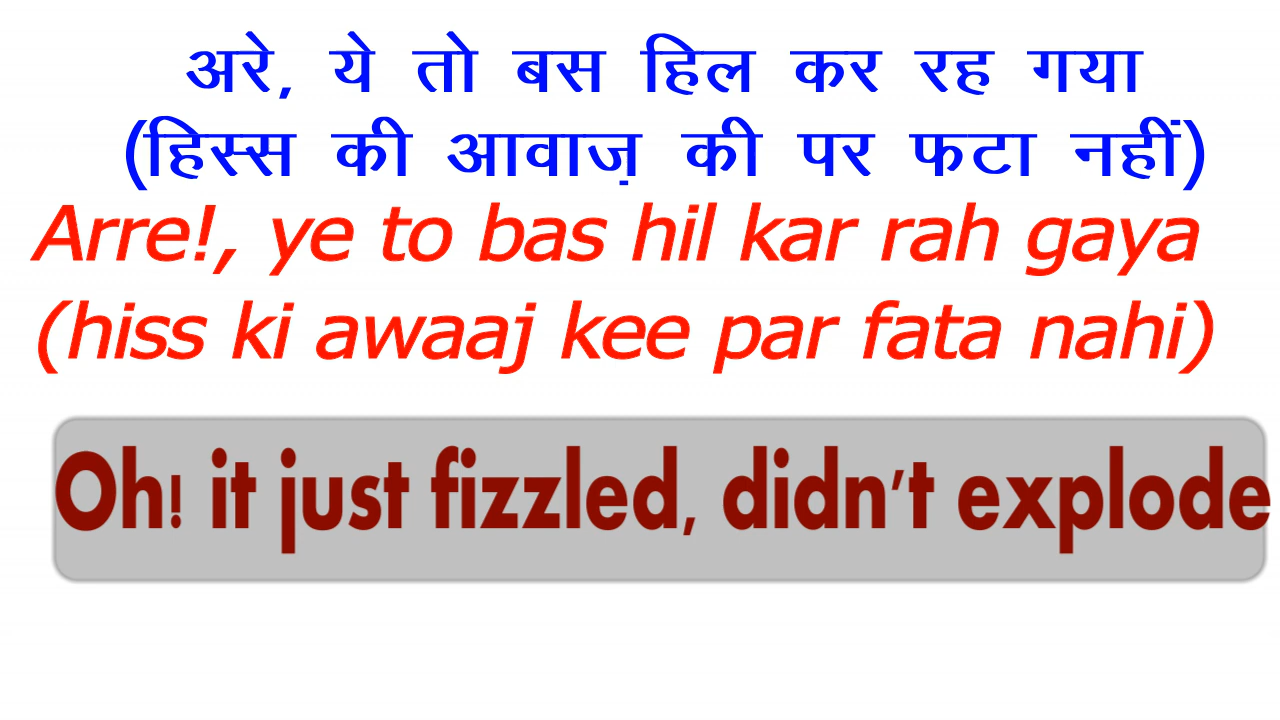 अरे, ये तो बस हिल कर रह गया
(हिस्स की आवाज़ की पर फटा नहीं)
Arre!, ye to bas hil kar rah gaya
(hiss ki awaaj kee par fata nahi)
Oh! it just fizzled, didn't explode